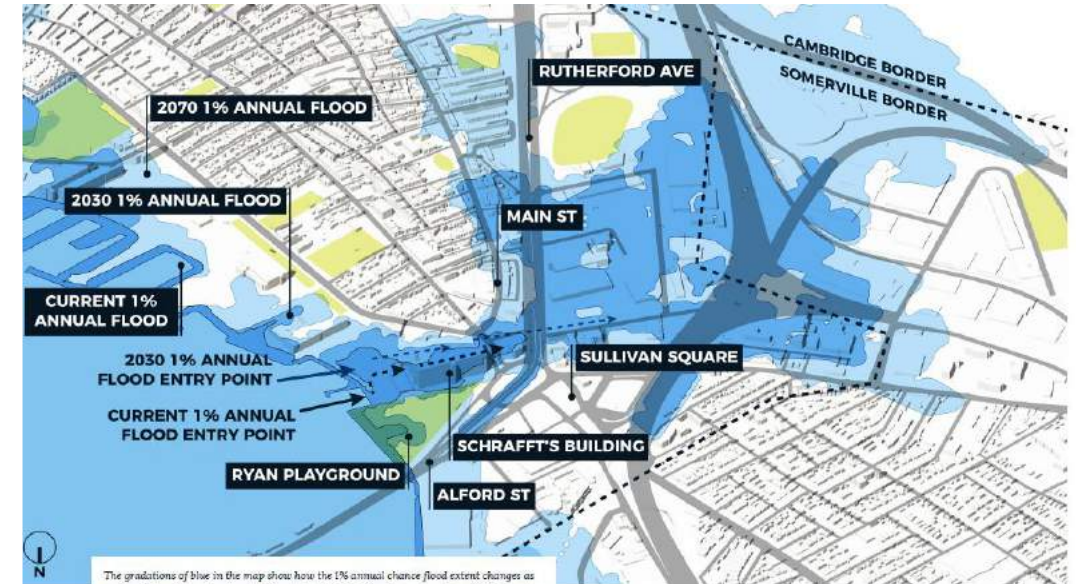 CAMBRIDGE BORDER
SOMERVILLE BORDER
RUTHERFORD AVE
2070 1% ANNUAL FLOOD
2030 1% ANNUAL FLOOD
MAIN ST
CURRENT 1%
ANNUAL FLOOD
2030 1% ANNUAL
FLOOD ENTRY POINT
SULLIVAN SQUARE
CURRENT 1% ANNUAL
FLOOD ENTRY POINT
SCHRAFFT'S BUILDING
RYAN PLAYGROUND
ALFORD ST
N
The gradations of blue in the map show how the 1% annual chance flood extent changes as